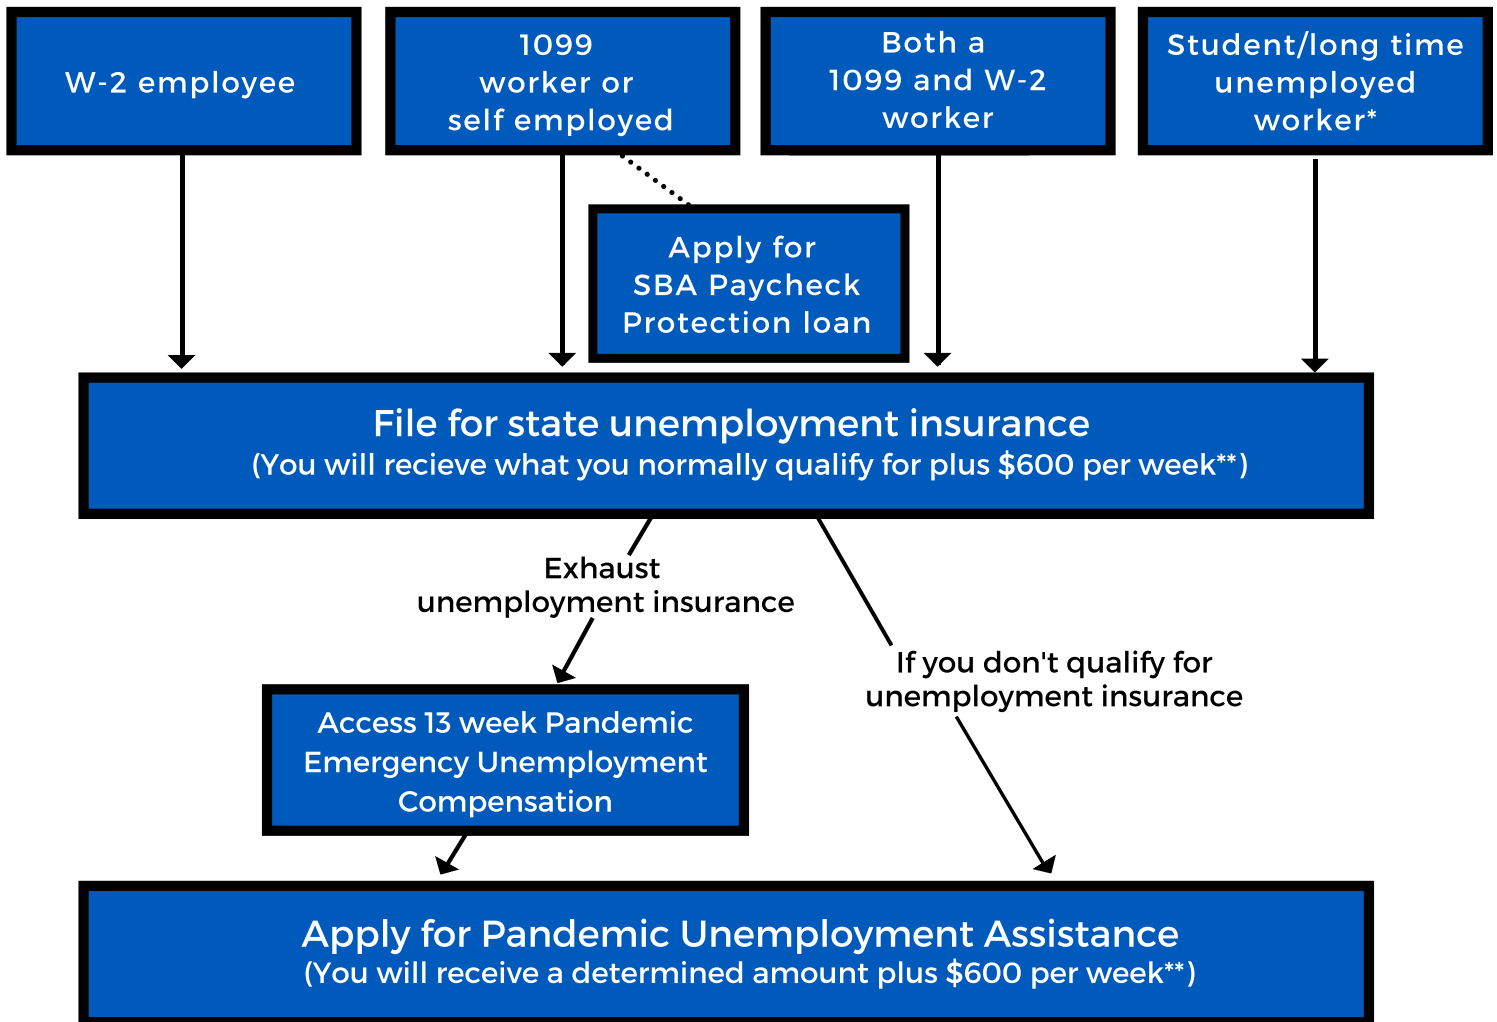 W-2 employee
1099
worker or
self employed
Both a
1099 and W-2
worker
Student/long time
unemployed
worker*
Apply for
SBA Paycheck
Protection loan
File for state unemployment insurance
(You will recieve what you normally qualify for plus $600 per week**)
Exhaust
unemployment insurance
If you don't qualify for
unemployment insurance
Access 13 week Pandemic
Emergency Unemployment
Compensation
Apply for Pandemic Unemployment Assistance
(You will receive a determined amount plus $600 per week**)